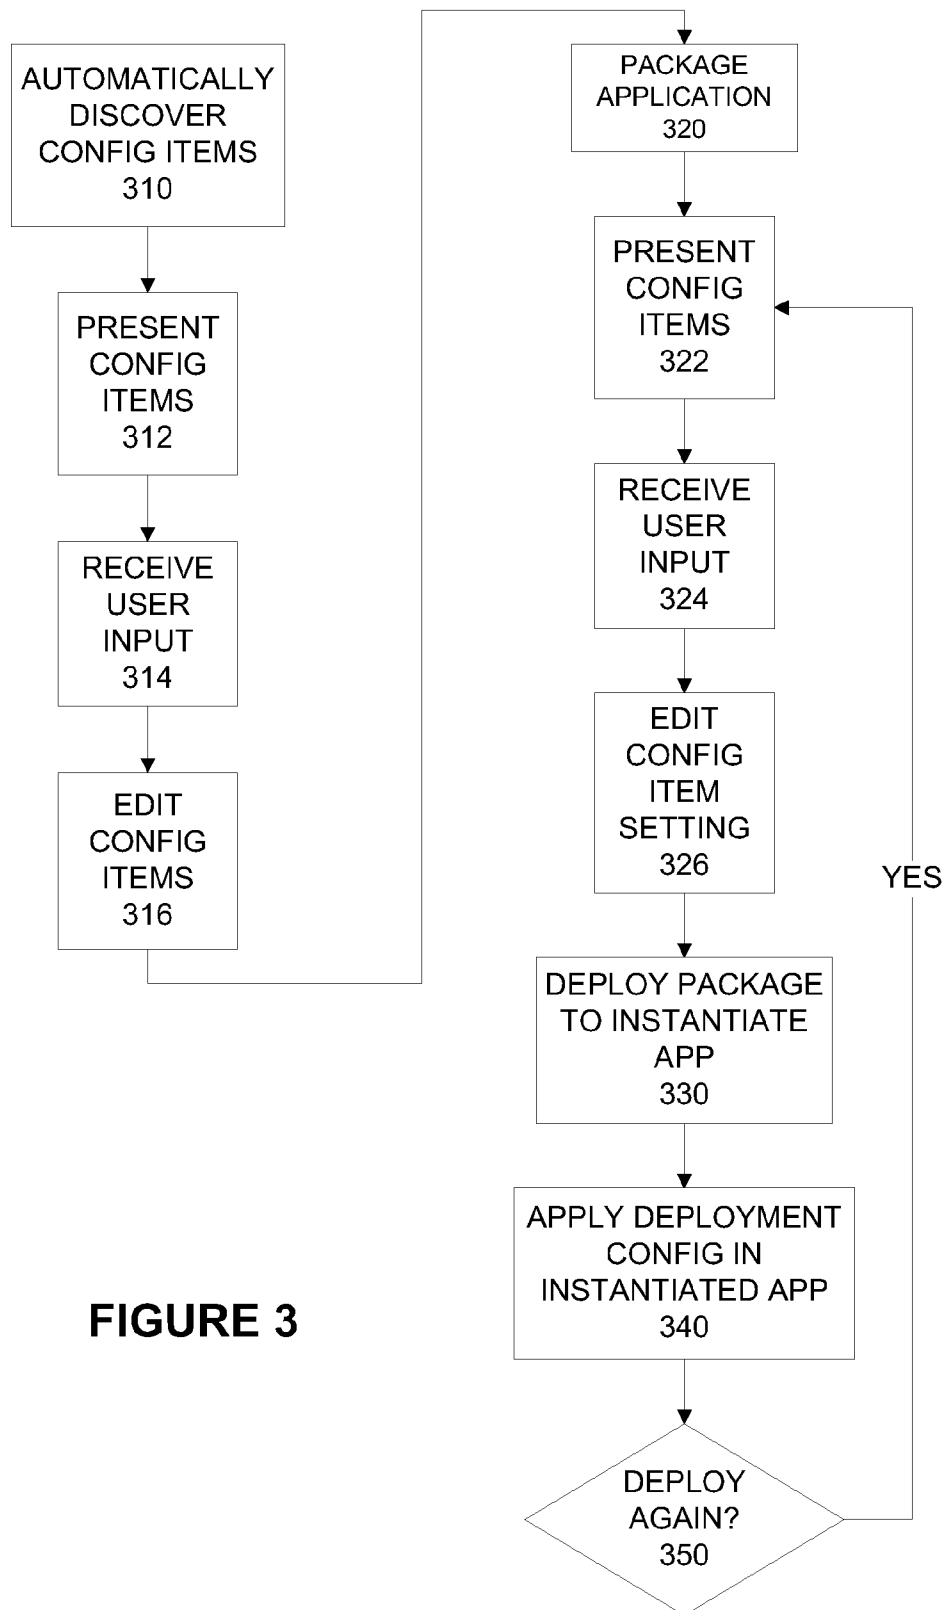 AUTOMATICALLY
DISCOVER
CONFIG ITEMS
310
PRESENT
CONFIG
ITEMS
312
RECEIVE
USER
INPUT
314
EDIT
CONFIG
ITEMS
316
PACKAGE
APPLICATION
320
PRESENT
CONFIG
ITEMS
322
RECEIVE
USER
INPUT
324
EDIT
CONFIG
ITEM
SETTING
326
DEPLOY PACKAGE
TO INSTANTIATE
APP
330
APPLY DEPLOYMENT
CONFIG IN
INSTANTIATED APP
340
DEPLOY
AGAIN?
350
YES
FIGURE 3